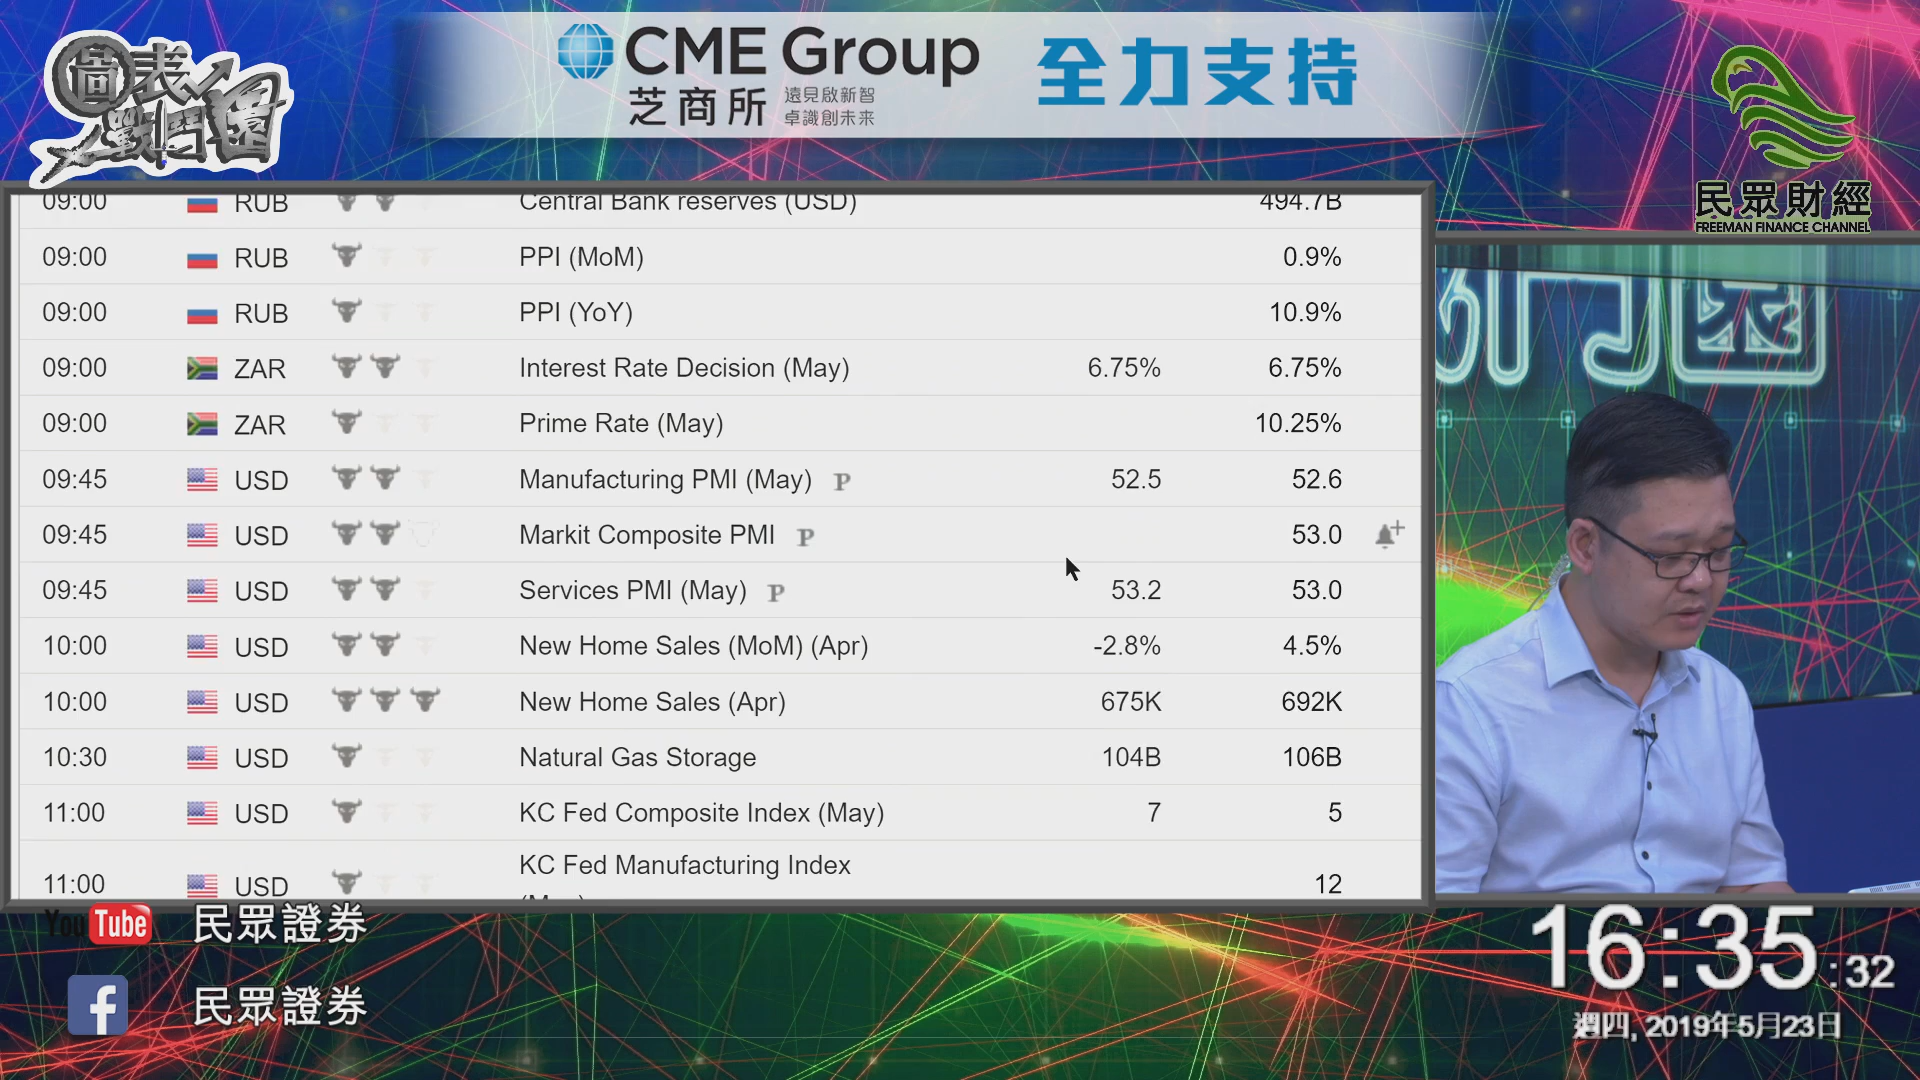 圖表
戰鬥圈
CME Group
芝商所
遠見啟新智
卓識創未來
全力支持
民眾財經
FREEMAN FINANCE CHANNEL
09:00 RUB Central Bank reserves (USD) 494.7B
09:00 RUB PPI (MoM) 0.9%
09:00 RUB PPI (YoY) 10.9%
09:00 ZAR Interest Rate Decision (May) 6.75% 6.75%
09:00 ZAR Prime Rate (May) 10.25%
09:45 USD Manufacturing PMI (May) P 52.5 52.6
09:45 USD Markit Composite PMI P 53.0
09:45 USD Services PMI (May) P 53.2 53.0
10:00 USD New Home Sales (MoM) (Apr) -2.8% 4.5%
10:00 USD New Home Sales (Apr) 675K 692K
10:30 USD Natural Gas Storage 104B 106B
11:00 USD KC Fed Composite Index (May) 7 5
11:00 USD KC Fed Manufacturing Index 12
YouTube 民眾證券
f 民眾證券
16:35:32
週四, 2019年5月23日